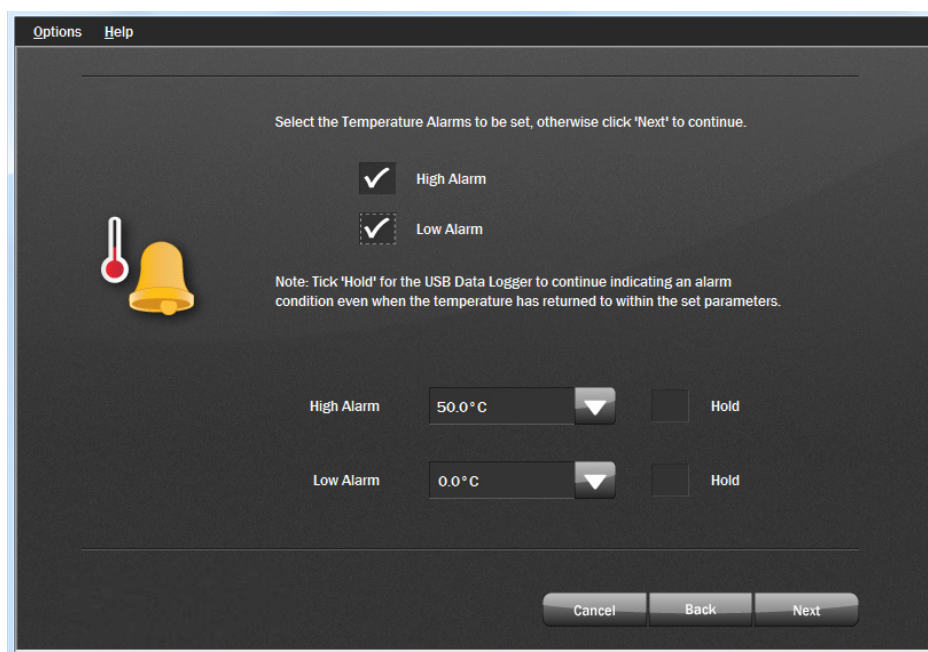 Options Help
Select the Temperature Alarms to be set, otherwise click 'Next' to continue.
High Alarm
Low Alarm
Note: Tick 'Hold' for the USB Data Logger to continue indicating an alarm
condition even when the temperature has returned to within the set parameters.
High Alarm 50.0°C Hold
Low Alarm 0.0°C Hold
Cancel Back Next